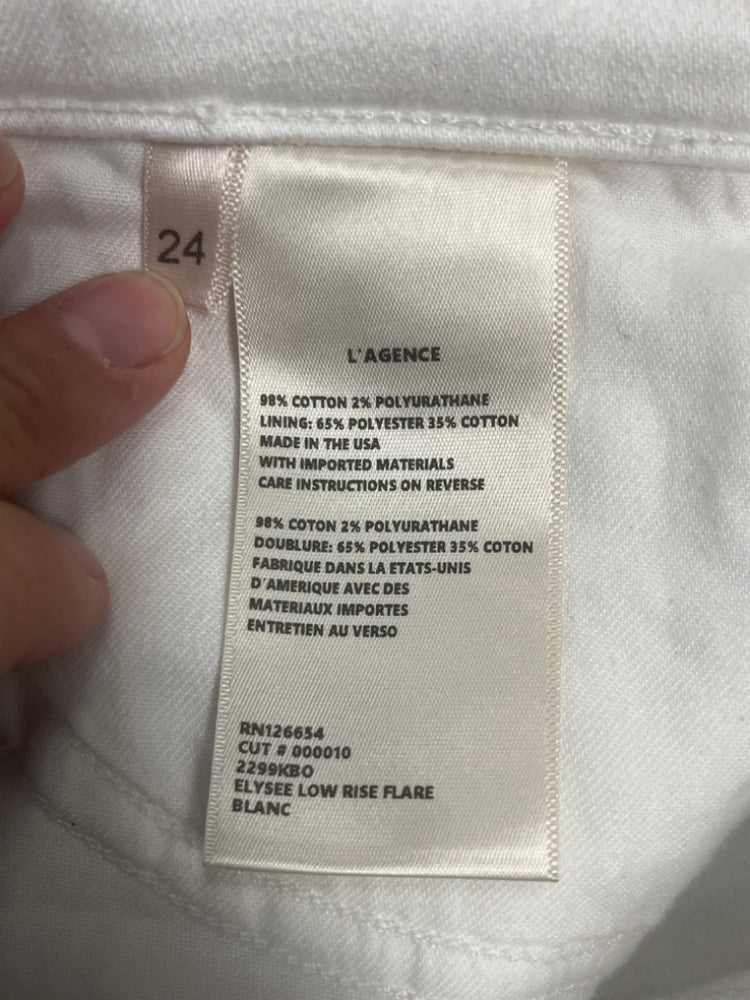 24
L'AGENCE
98% COTTON 2% POLYURATHANE
LINING: 65% POLYESTER 35% COTTON
MADE IN THE USA
WITH IMPORTED MATERIALS
CARE INSTRUCTIONS ON REVERSE
98% COTON 2% POLYURATHANE
DOUBLURE: 65% POLYESTER 35% COTON
FABRIQUE DANS LA ETATS-UNIS
D'AMERIQUE AVEC DES
MATERIAUX IMPORTES
ENTRETIEN AU VERSO
RN126654
CUT # 000010
2299KBO
ELYSEE LOW RISE FLARE
BLANC